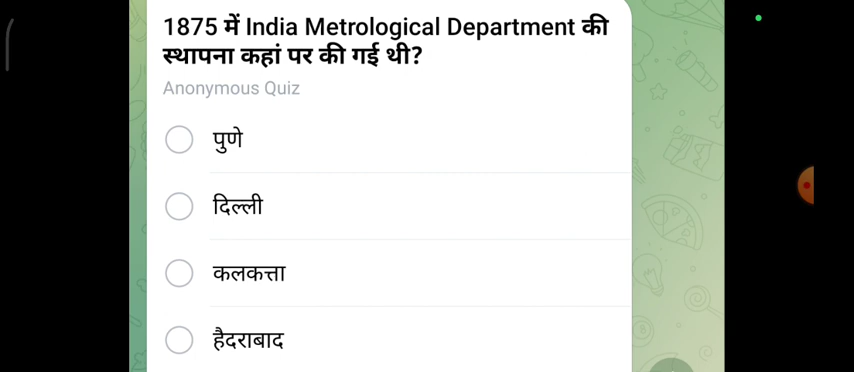 1875 में India Metrological Department की
स्थापना कहां पर की गई थी?
Anonymous Quiz
पुणे
दिल्ली
कलकत्ता
हैदराबाद